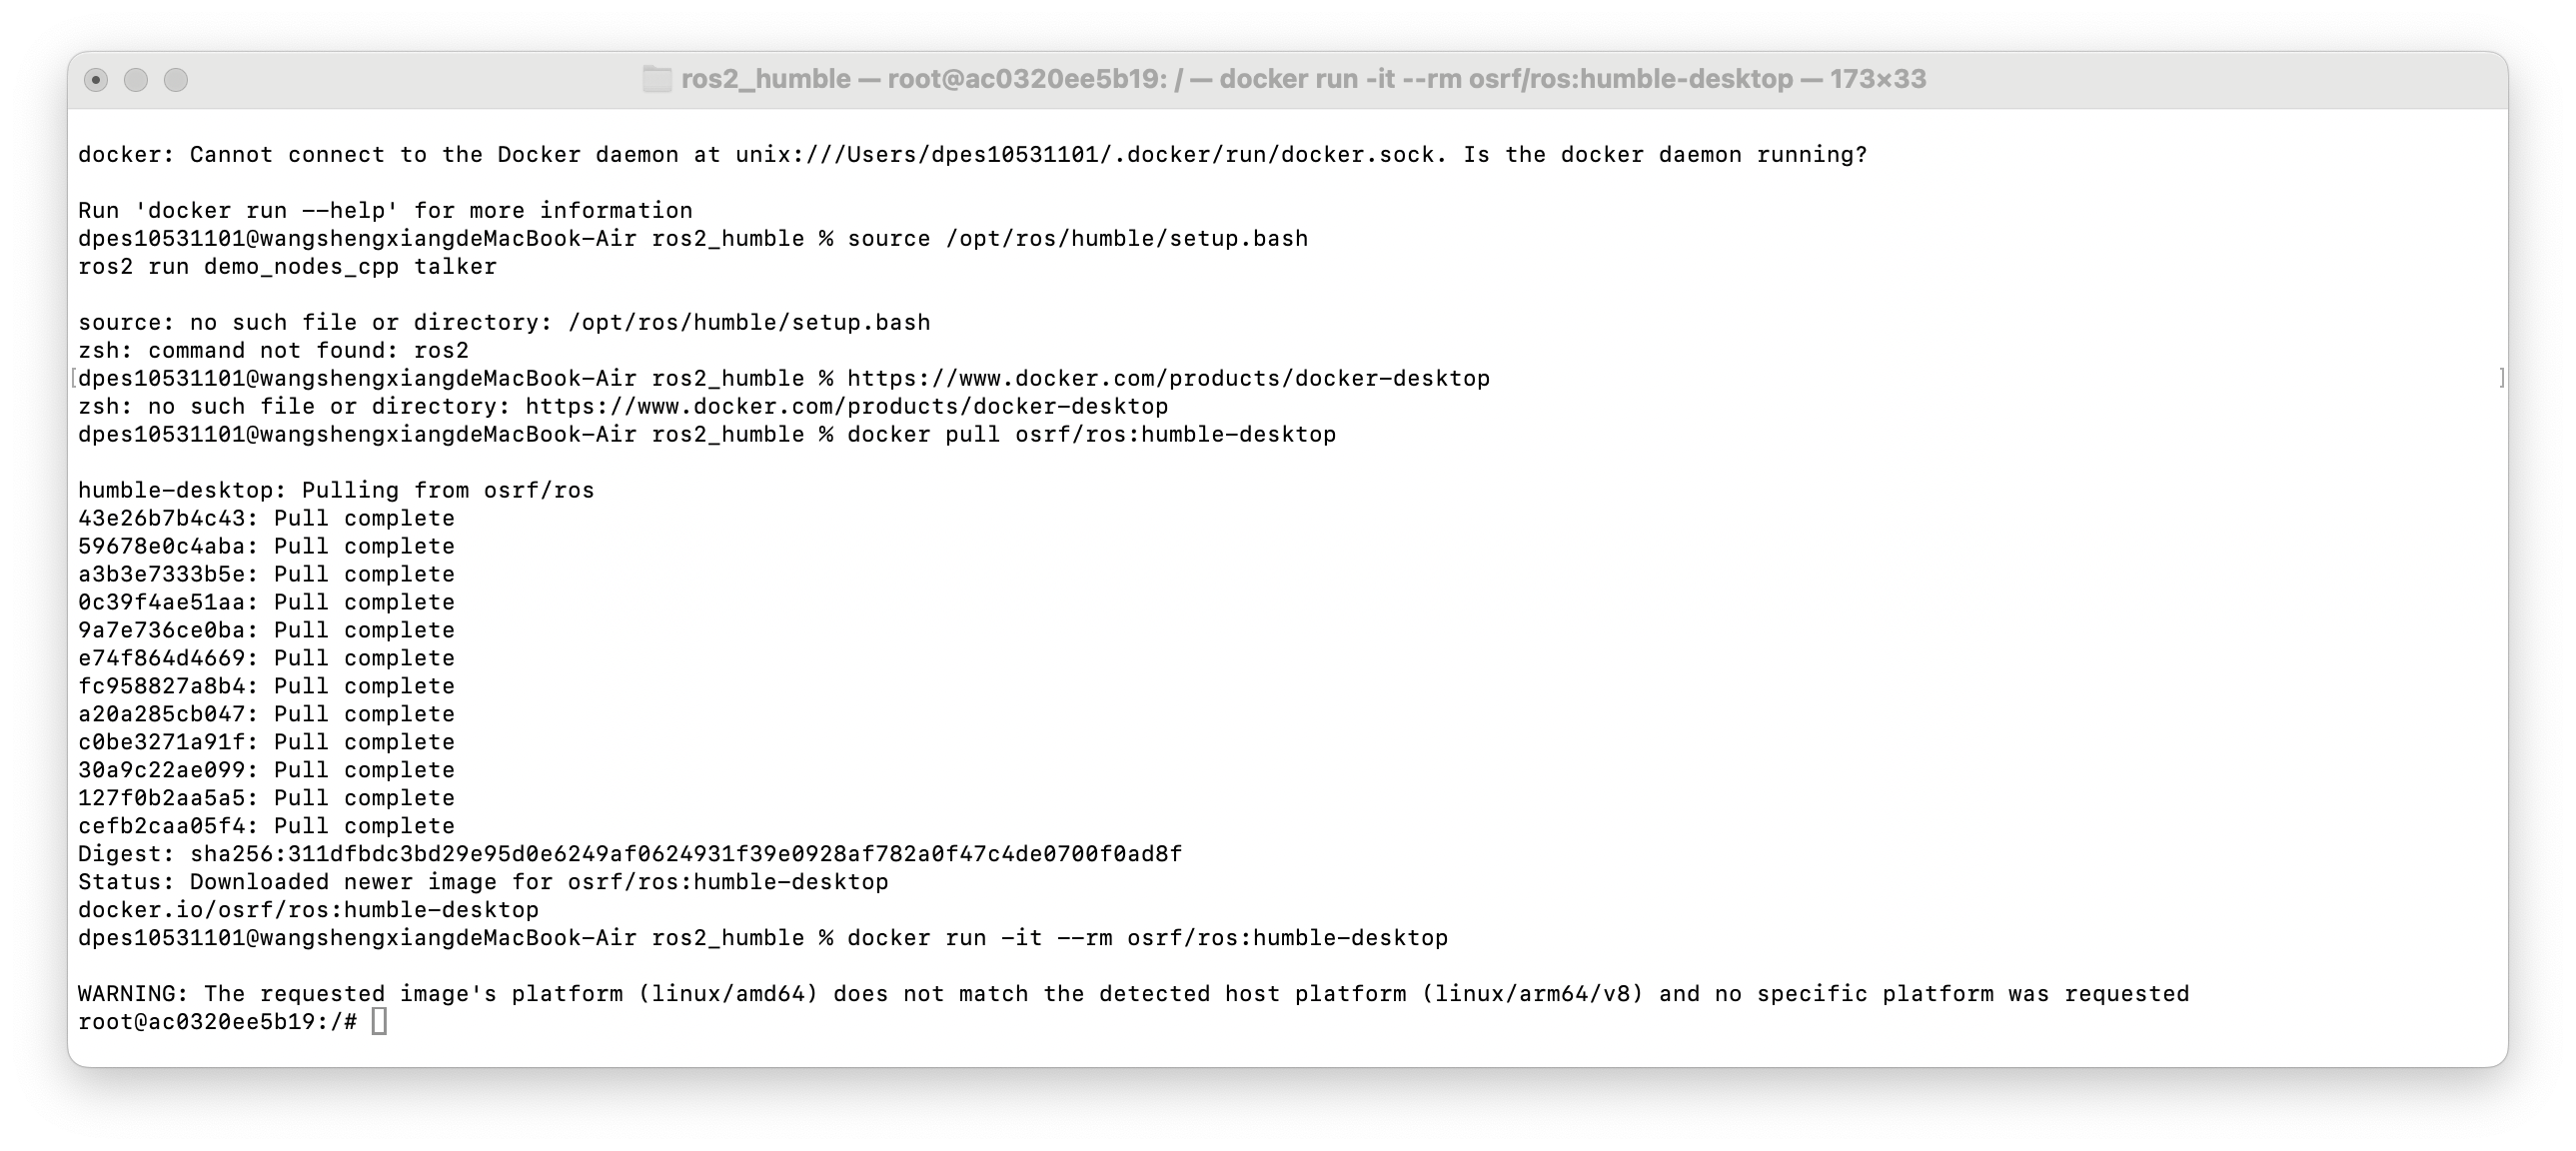 ros2_humble — root@ac0320ee5b19: / — docker run -it --rm osrf/ros:humble-desktop — 173×33
docker: Cannot connect to the Docker daemon at unix:///Users/dpes10531101/.docker/run/docker.sock. Is the docker daemon running?
Run 'docker run --help' for more information
dpes10531101@wangshengxiangdeMacBook-Air ros2_humble % source /opt/ros/humble/setup.bash
ros2 run demo_nodes_cpp talker
source: no such file or directory: /opt/ros/humble/setup.bash
zsh: command not found: ros2
[dpes10531101@wangshengxiangdeMacBook-Air ros2_humble % https://www.docker.com/products/docker-desktop ]
zsh: no such file or directory: https://www.docker.com/products/docker-desktop
dpes10531101@wangshengxiangdeMacBook-Air ros2_humble % docker pull osrf/ros:humble-desktop
humble-desktop: Pulling from osrf/ros
43e26b7b4c43: Pull complete
59678e0c4aba: Pull complete
a3b3e7333b5e: Pull complete
0c39f4ae51aa: Pull complete
9a7e736ce0ba: Pull complete
e74f864d4669: Pull complete
fc958827a8b4: Pull complete
a20a285cb047: Pull complete
c0be3271a91f: Pull complete
30a9c22ae099: Pull complete
127f0b2aa5a5: Pull complete
cefb2caa05f4: Pull complete
Digest: sha256:311dfbdc3bd29e95d0e6249af0624931f39e0928af782a0f47c4de0700f0ad8f
Status: Downloaded newer image for osrf/ros:humble-desktop
docker.io/osrf/ros:humble-desktop
dpes10531101@wangshengxiangdeMacBook-Air ros2_humble % docker run -it --rm osrf/ros:humble-desktop
WARNING: The requested image's platform (linux/amd64) does not match the detected host platform (linux/arm64/v8) and no specific platform was requested
root@ac0320ee5b19:/#